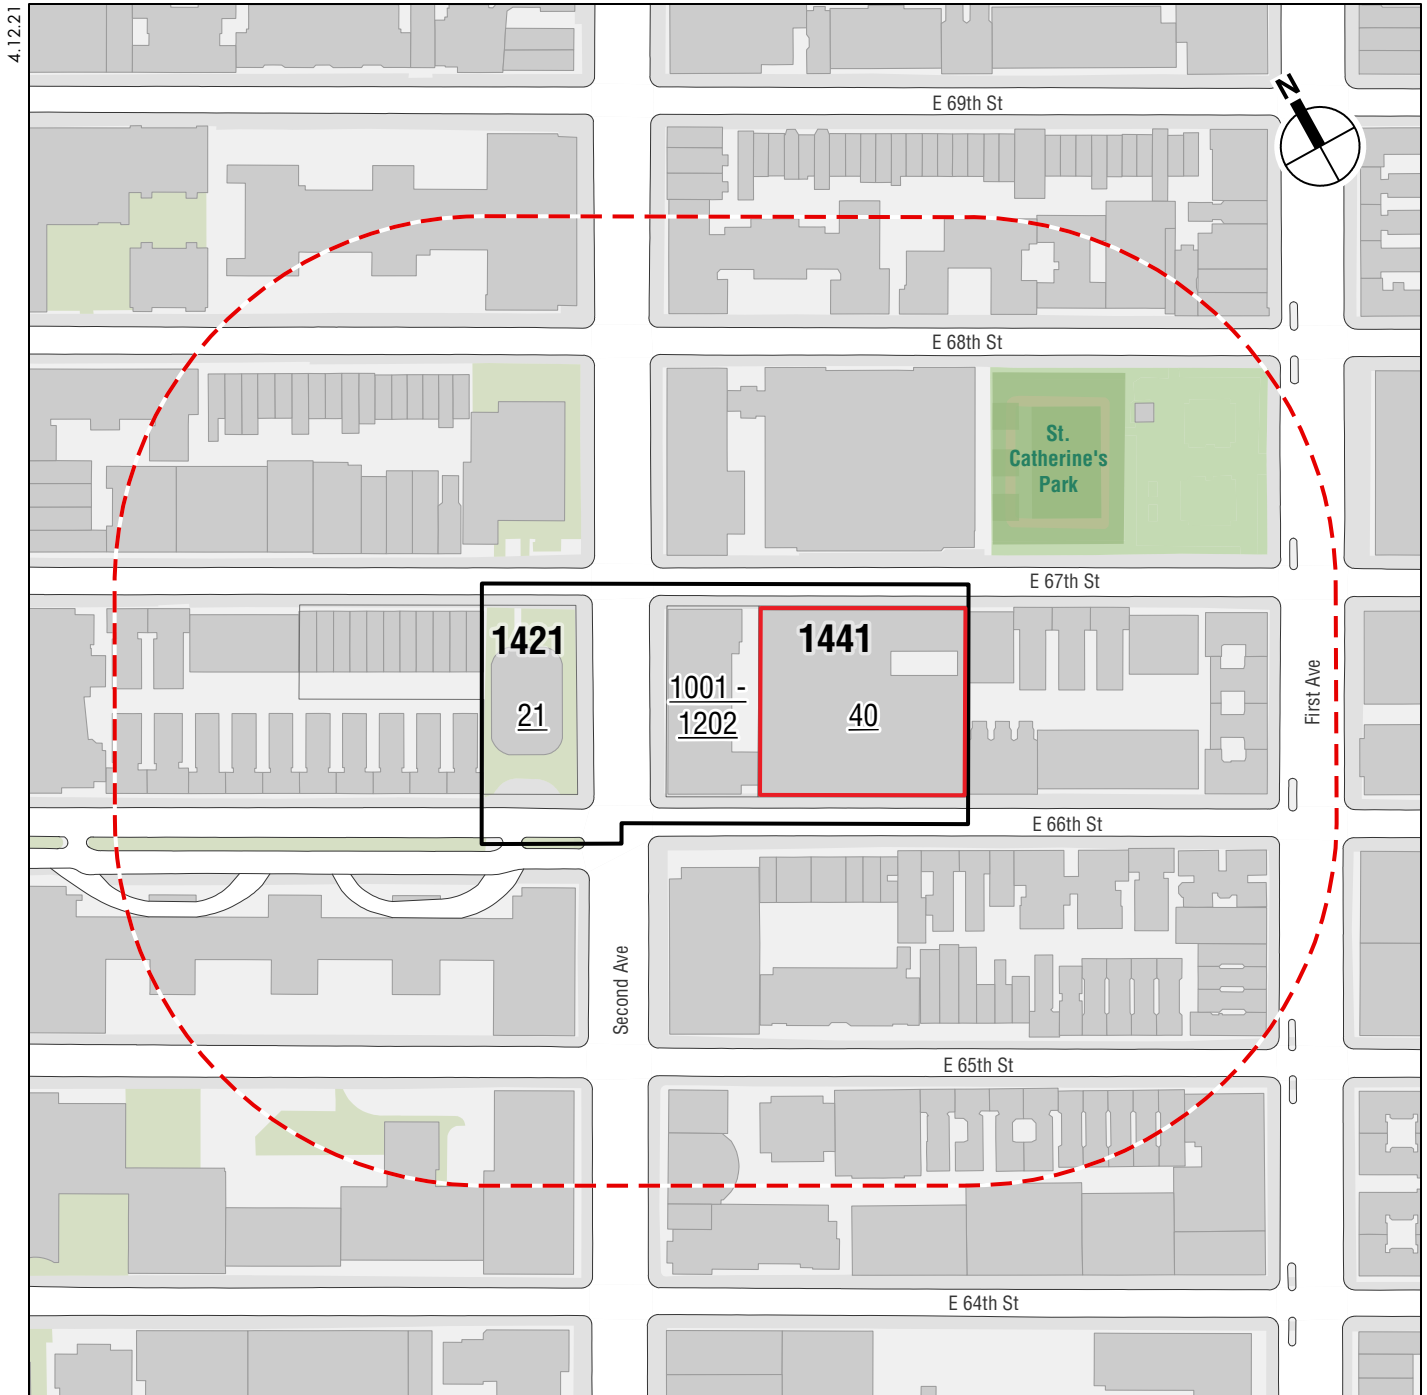 4.12.21
E 69th St
N
E 68th St
St.
Catherine's
Park
E 67th St
1421
1441
1001 -
1202
21
40
First Ave
E 66th St
Second Ave
E 65th St
E 64th St